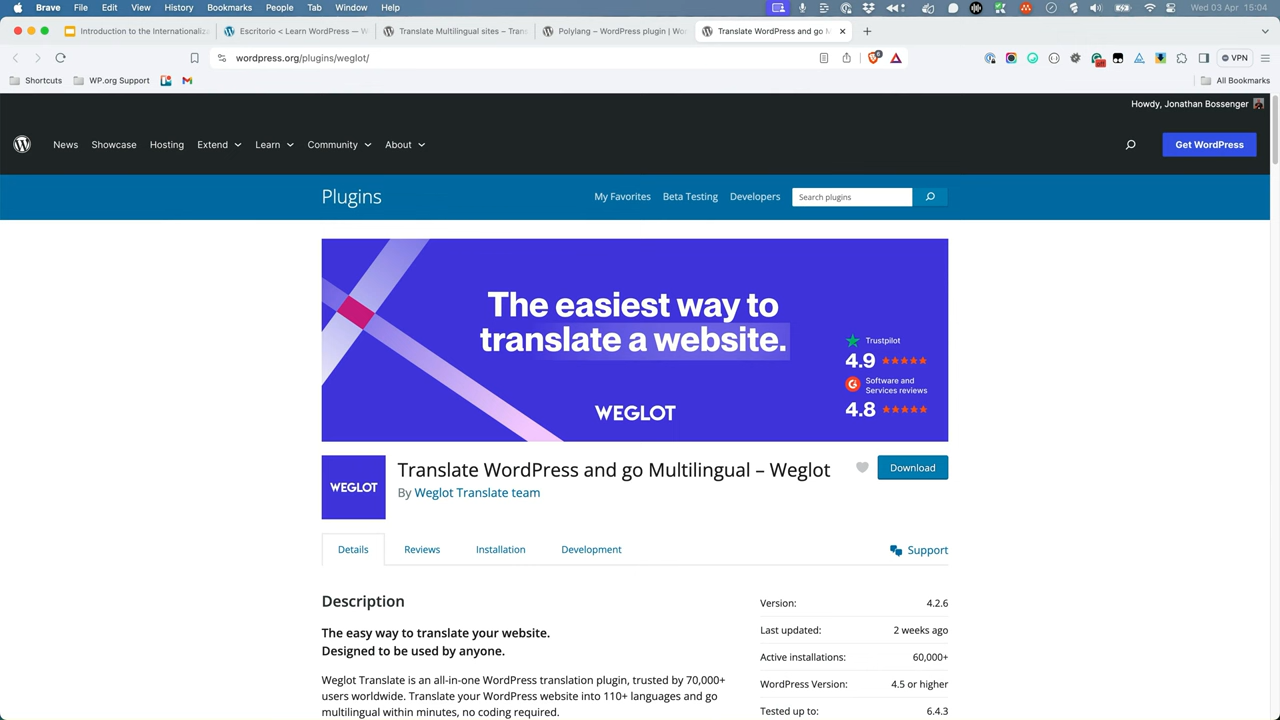 Brave File Edit View History Bookmarks People Tab Window Help Wed 03 Apr 15:04
Introduction to the Internationaliz Escritorio < Learn WordPress — W Translate Multilingual sites – Trans Polylang – WordPress plugin | Wo Translate WordPress and go M
wordpress.org/plugins/weglot/ VPN
Shortcuts WP.org Support All Bookmarks
Howdy, Jonathan Bossenger
News Showcase Hosting Extend Learn Community About Get WordPress
Plugins My Favorites Beta Testing Developers Search plugins
The easiest way to
translate a website.
Trustpilot
4.9
Software and
Services reviews
4.8
WEGLOT
WEGLOT
Translate WordPress and go Multilingual – Weglot
Download
By Weglot Translate team
Details Reviews Installation Development Support
Description
The easy way to translate your website.
Designed to be used by anyone.
Weglot Translate is an all-in-one WordPress translation plugin, trusted by 70,000+
users worldwide. Translate your WordPress website into 110+ languages and go
multilingual within minutes, no coding required.
Version: 4.2.6
Last updated: 2 weeks ago
Active installations: 60,000+
WordPress Version: 4.5 or higher
Tested up to: 6.4.3